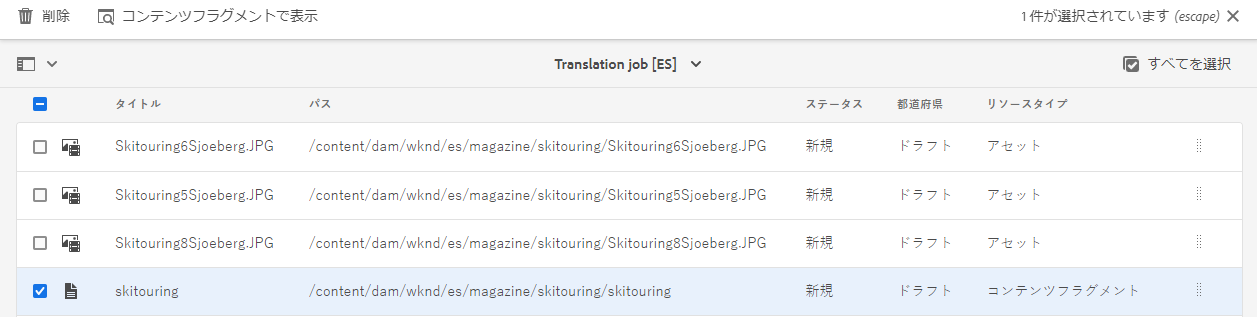 削除 コンテンツフラグメントで表示 1 件が選択されています (escape)
Translation job [ES] すべてを選択
タイトル パス ステータス 都道府県 リソースタイプ
Skitouring6Sjoeberg.JPG /content/dam/wknd/es/magazine/skitouring/Skitouring6Sjoeberg.JPG 新規 ドラフト アセット
Skitouring5Sjoeberg.JPG /content/dam/wknd/es/magazine/skitouring/Skitouring5Sjoeberg.JPG 新規 ドラフト アセット
Skitouring8Sjoeberg.JPG /content/dam/wknd/es/magazine/skitouring/Skitouring8Sjoeberg.JPG 新規 ドラフト アセット
skitouring /content/dam/wknd/es/magazine/skitouring/skitouring 新規 ドラフト コンテンツフラグメント